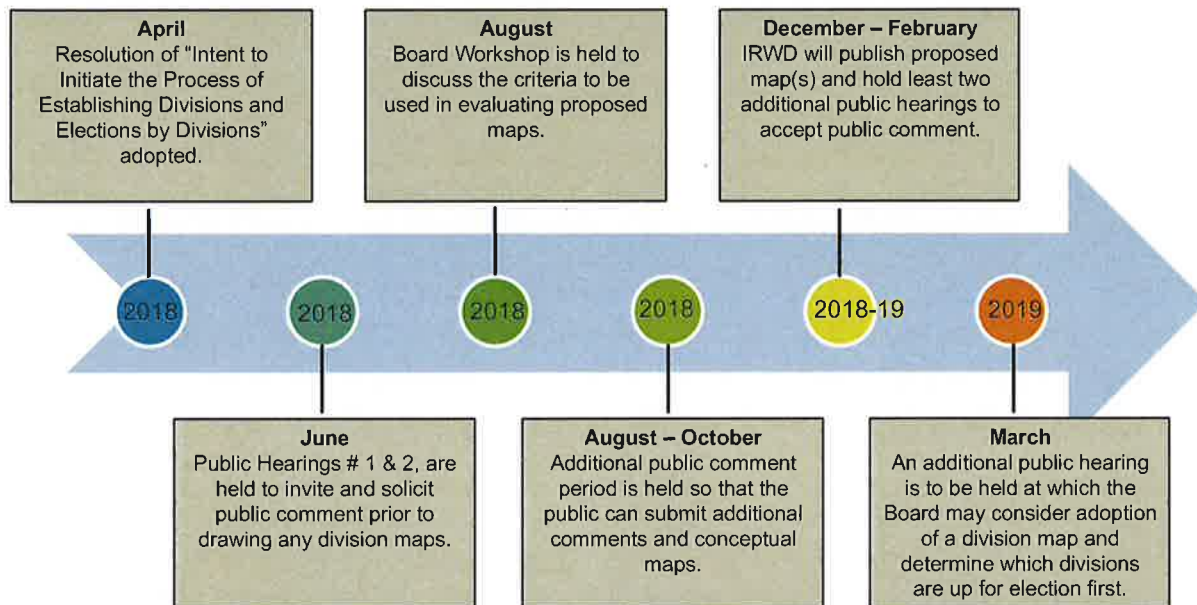 April
Resolution of “Intent to
Initiate the Process of
Establishing Divisions and
Elections by Divisions”
adopted.
August
Board Workshop is held to
discuss the criteria to be
used in evaluating proposed
maps.
December – February
IRWD will publish proposed
map(s) and hold least two
additional public hearings to
accept public comment.
2018
2018
2018
2018
2018-19
2019
June
Public Hearings # 1 & 2, are
held to invite and solicit
public comment prior to
drawing any division maps.
August – October
Additional public comment
period is held so that the
public can submit additional
comments and conceptual
maps.
March
An additional public hearing
is to be held at which the
Board may consider adoption
of a division map and
determine which divisions
are up for election first.